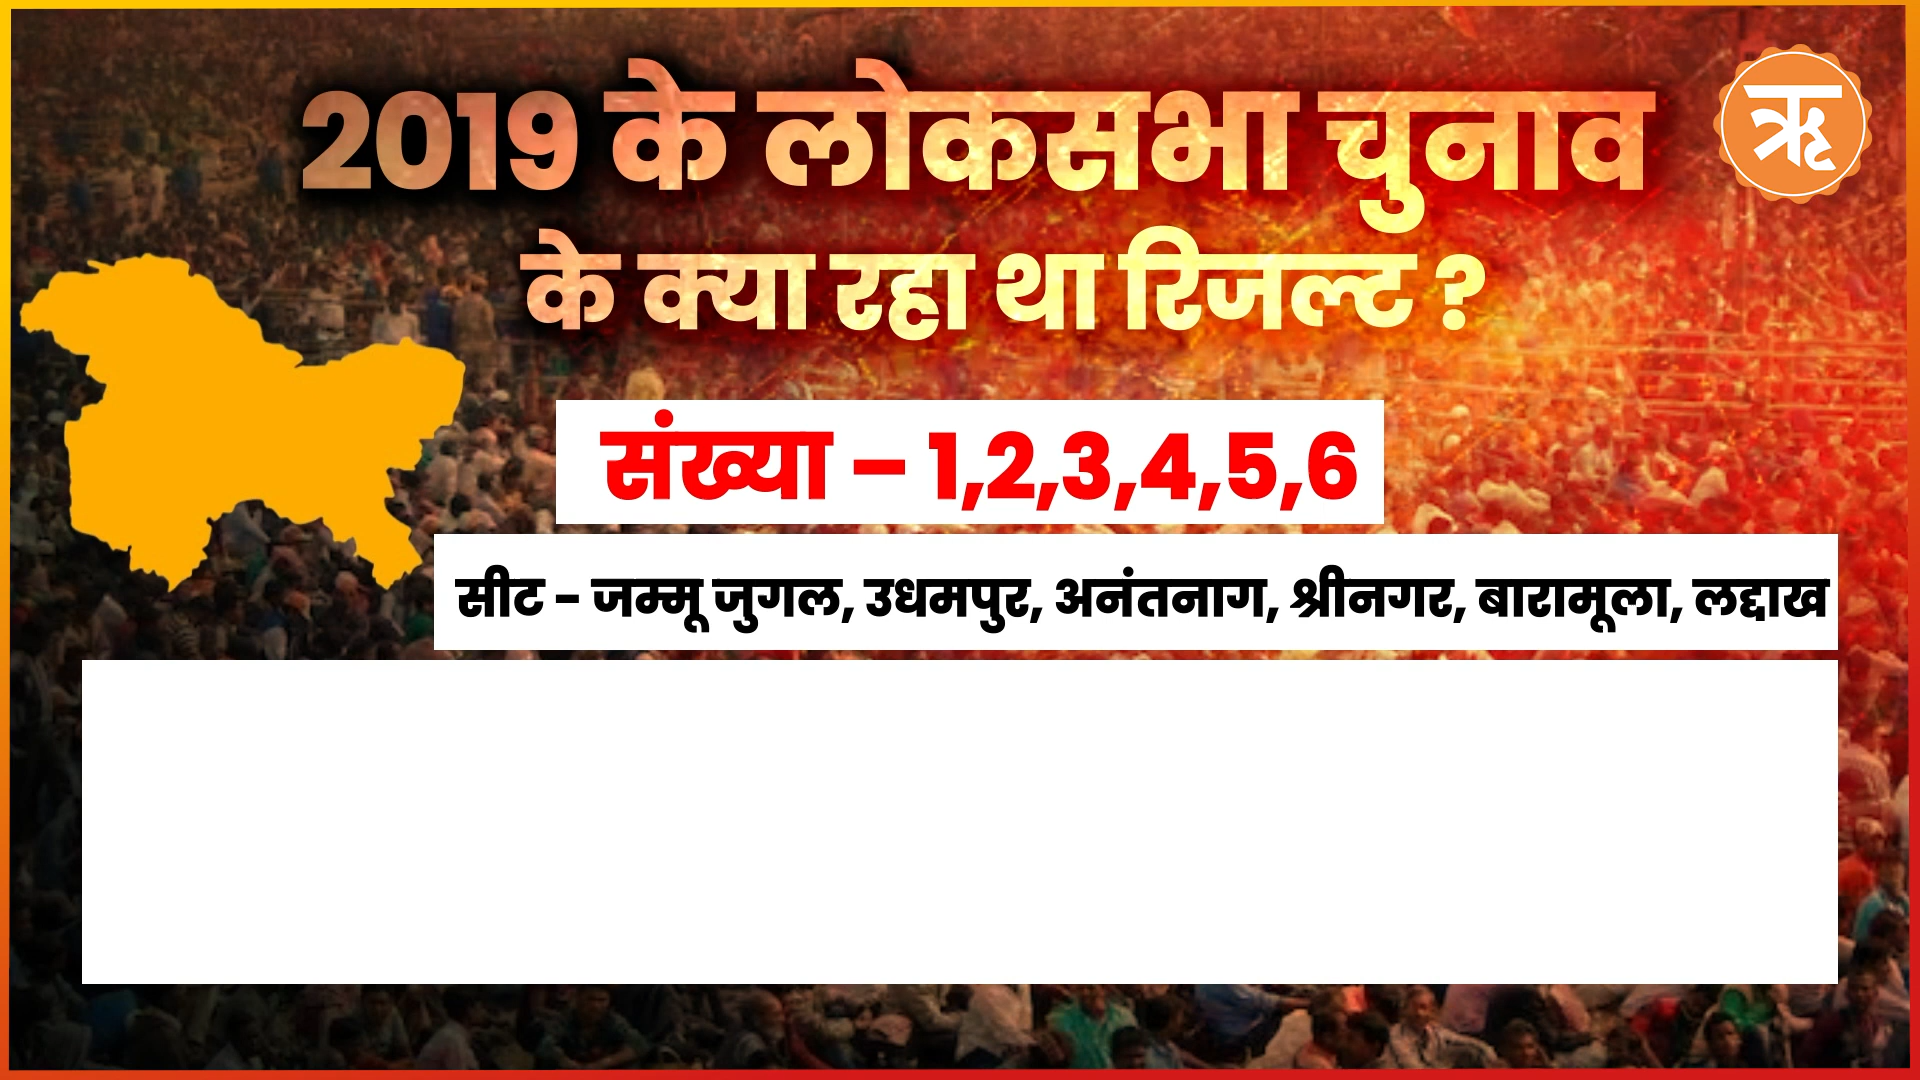 2019 के लोकसभा चुनाव
ऋ
के क्या रहा था रिजल्ट ?
संख्या – 1,2,3,4,5,6
सीट - जम्मू जुगल, उधमपुर, अनंतनाग, श्रीनगर, बारामूला, लद्दाख